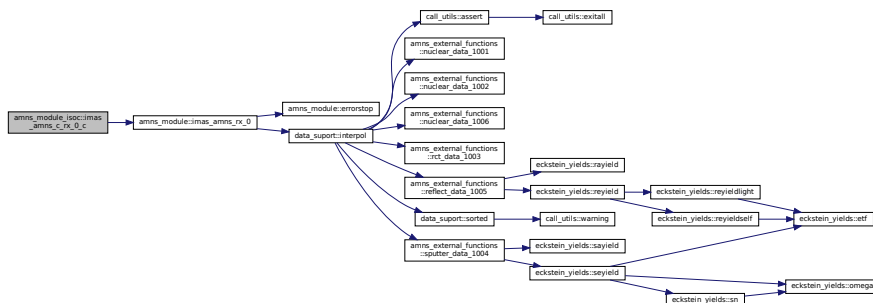 call_utils::assert
call_utils::exitall
amns_external_functions
::nuclear_data_1001
amns_external_functions
::nuclear_data_1002
amns_module_isoc::imas
_amns_c_rx_0_c
amns_module::imas_amns_rx_0
amns_module::errorstop
data_suport::interpol
amns_external_functions
::nuclear_data_1006
amns_external_functions
::rct_data_1003
amns_external_functions
::reflect_data_1005
eckstein_yields::rayield
eckstein_yields::reyield
eckstein_yields::reyieldlight
eckstein_yields::reyieldself
eckstein_yields::etf
data_suport::sorted
call_utils::warning
amns_external_functions
::sputter_data_1004
eckstein_yields::sayield
eckstein_yields::seyield
eckstein_yields::omega
eckstein_yields::sn